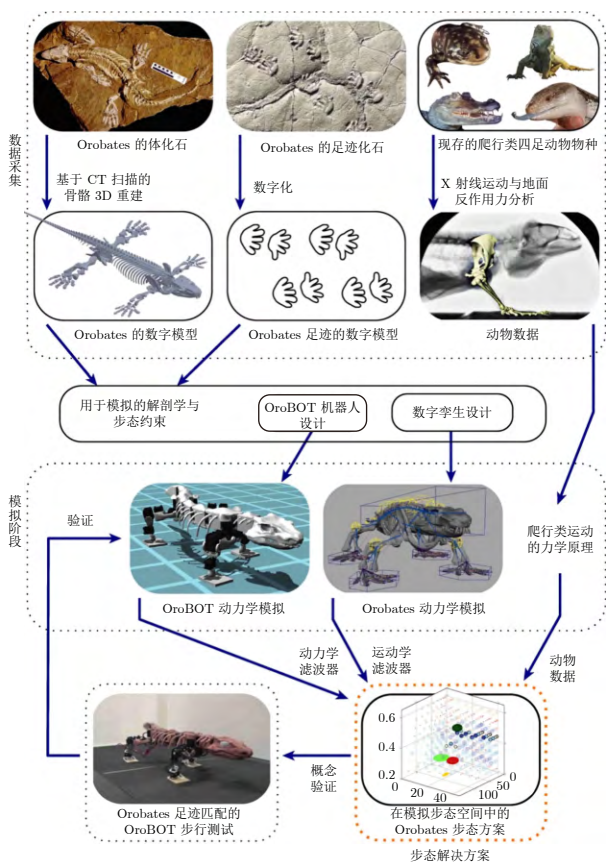 数据采集
Orobates 的体化石
Orobates 的足迹化石
现存的爬行类四足动物物种
基于 CT 扫描的
骨骼 3D 重建
数字化
X 射线运动与地面
反作用力分析
Orobates 的数字模型
Orobates 足迹的数字模型
动物数据
用于模拟的解剖学与
步态约束
OroBOT 机器人
设计
数字孪生设计
模拟阶段
验证
爬行类运动
的力学原理
OroBOT 动力学模拟
Orobates 动力学模拟
动力学
滤波器
运动学
滤波器
动物
数据
概念
验证
0.6
0.4
0.2
0
20
40
100
50
0
Orobates 足迹匹配的
OroBOT 步行测试
在模拟步态空间中的
Orobates 步态方案
步态解决方案